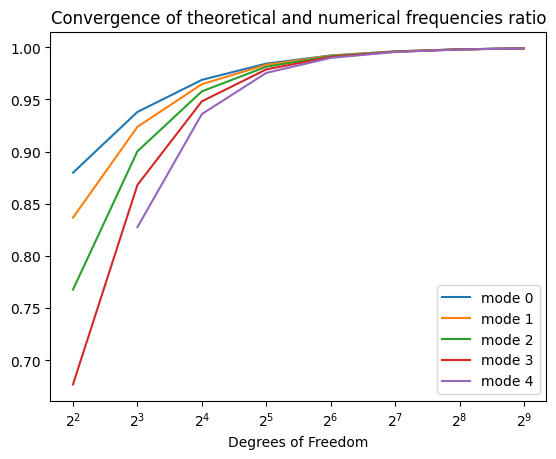 Convergence of theoretical and numerical frequencies ratio
1.00
0.95
0.90
0.85
0.80
0.75
0.70
mode 0
mode 1
mode 2
mode 3
mode 4
2² 2³ 2⁴ 2⁵ 2⁶ 2⁷ 2⁸ 2⁹
Degrees of Freedom